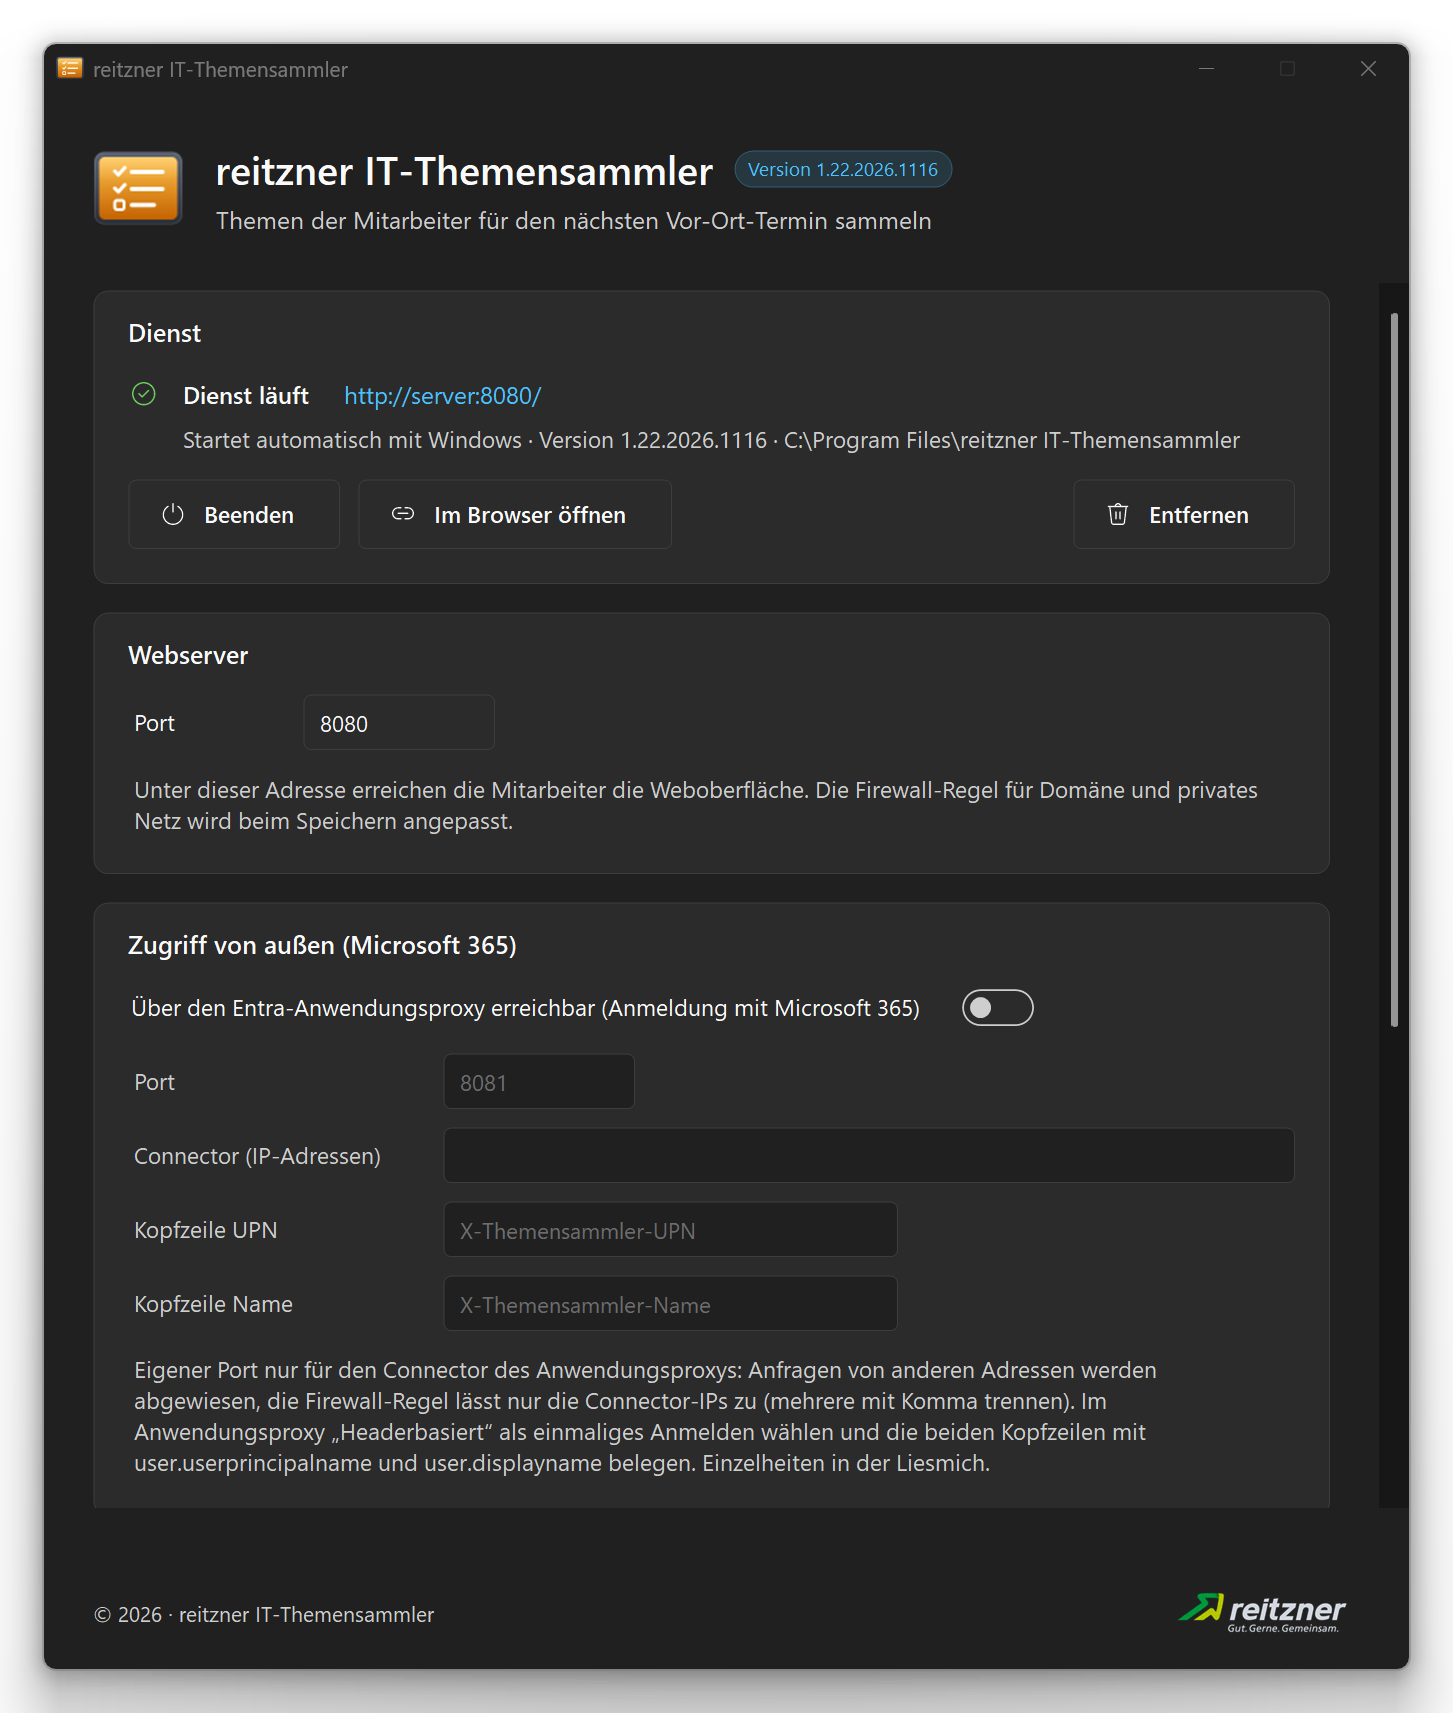 reitzner IT-Themensammler
reitzner IT-Themensammler
Version 1.22.2026.1116
Themen der Mitarbeiter für den nächsten Vor-Ort-Termin sammeln
Dienst
Dienst läuft http://server:8080/
Startet automatisch mit Windows · Version 1.22.2026.1116 · C:\Program Files\reitzner IT-Themensammler
Beenden Im Browser öffnen Entfernen
Webserver
Port 8080
Unter dieser Adresse erreichen die Mitarbeiter die Weboberfläche. Die Firewall-Regel für Domäne und privates
Netz wird beim Speichern angepasst.
Zugriff von außen (Microsoft 365)
Über den Entra-Anwendungsproxy erreichbar (Anmeldung mit Microsoft 365)
Port 8081
Connector (IP-Adressen)
Kopfzeile UPN X-Themensammler-UPN
Kopfzeile Name X-Themensammler-Name
Eigener Port nur für den Connector des Anwendungsproxys: Anfragen von anderen Adressen werden
abgewiesen, die Firewall-Regel lässt nur die Connector-IPs zu (mehrere mit Komma trennen). Im
Anwendungsproxy „Headerbasiert“ als einmaliges Anmelden wählen und die beiden Kopfzeilen mit
user.userprincipalname und user.displayname belegen. Einzelheiten in der Liesmich.
© 2026 · reitzner IT-Themensammler
reitzner
Gut. Gerne. Gemeinsam.